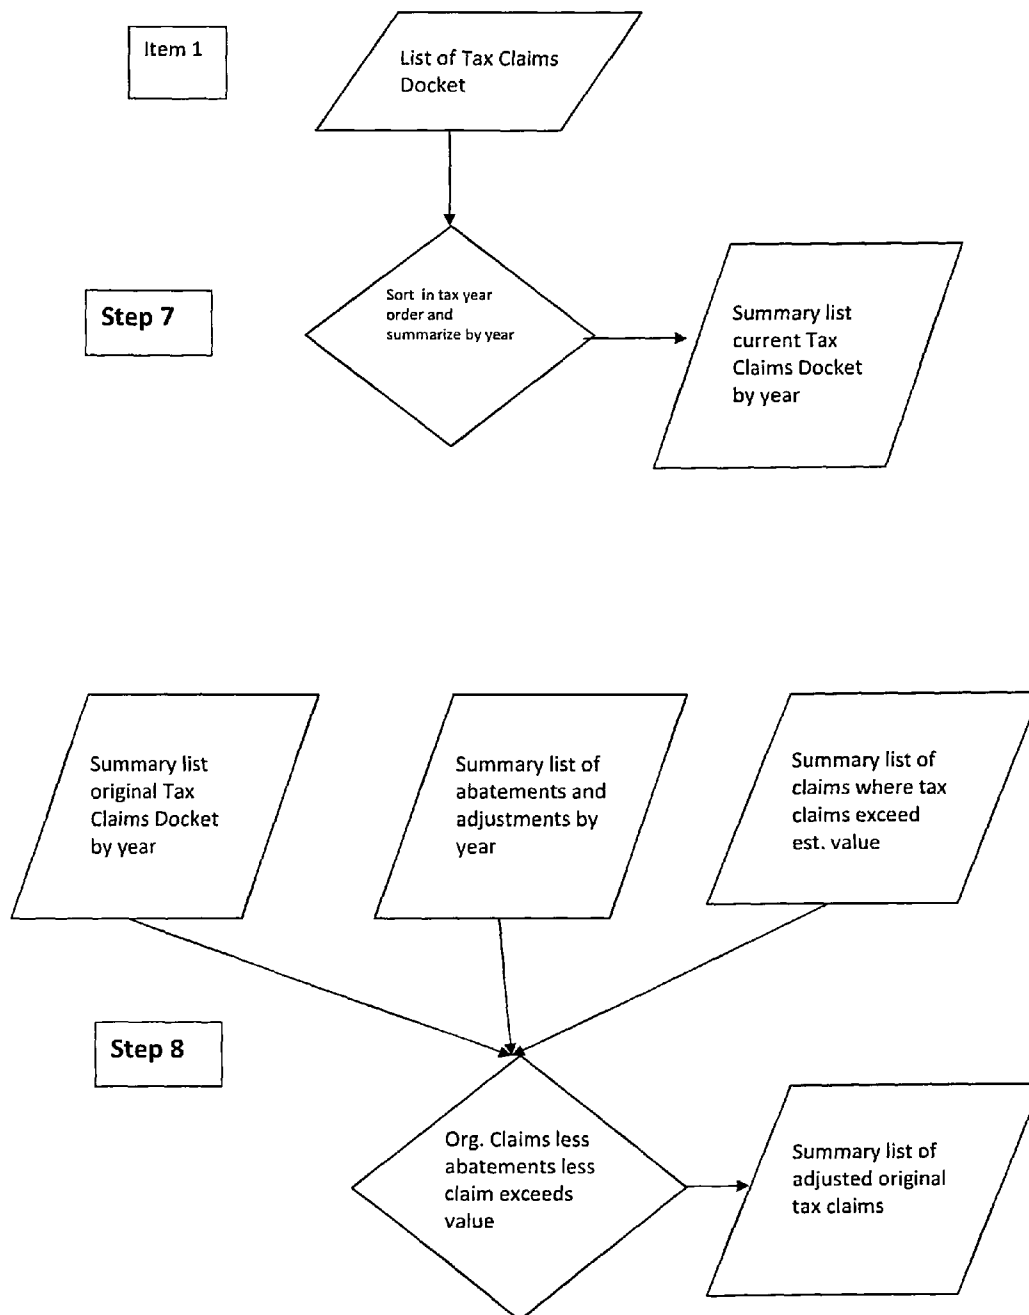 Item 1
List of Tax Claims
Docket
Step 7
Sort in tax year
order and
summarize by year
Summary list
current Tax
Claims Docket
by year
Summary list
original Tax
Claims Docket
by year
Summary list of
abatements and
adjustments by
year
Summary list of
claims where tax
claims exceed
est. value
Step 8
Org. Claims less
abatements less
claim exceeds
value
Summary list of
adjusted original
tax claims